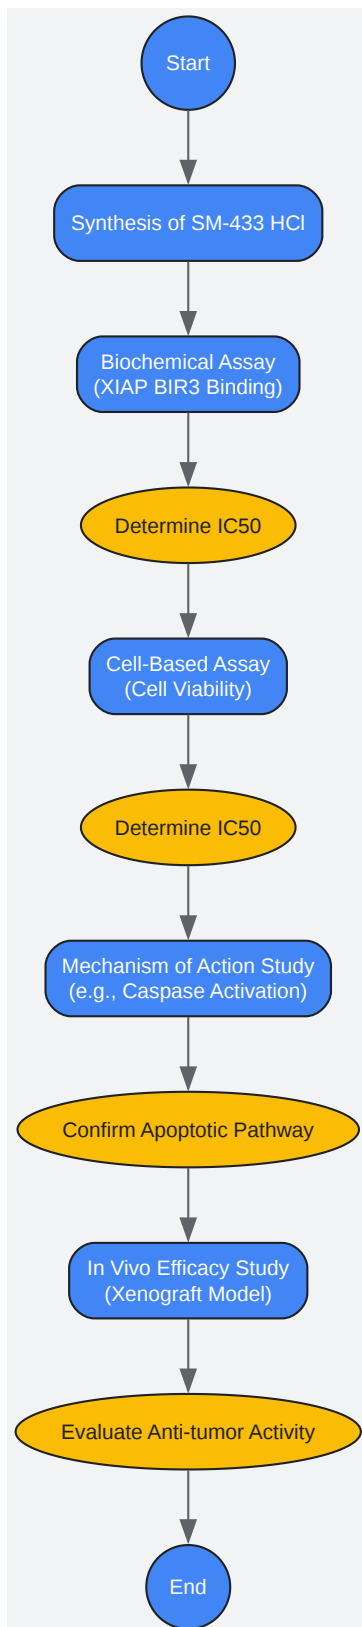 Start
Synthesis of SM-433 HCl
Biochemical Assay
(XIAP BIR3 Binding)
Determine IC50
Cell-Based Assay
(Cell Viability)
Determine IC50
Mechanism of Action Study
(e.g., Caspase Activation)
Confirm Apoptotic Pathway
In Vivo Efficacy Study
(Xenograft Model)
Evaluate Anti-tumor Activity
End